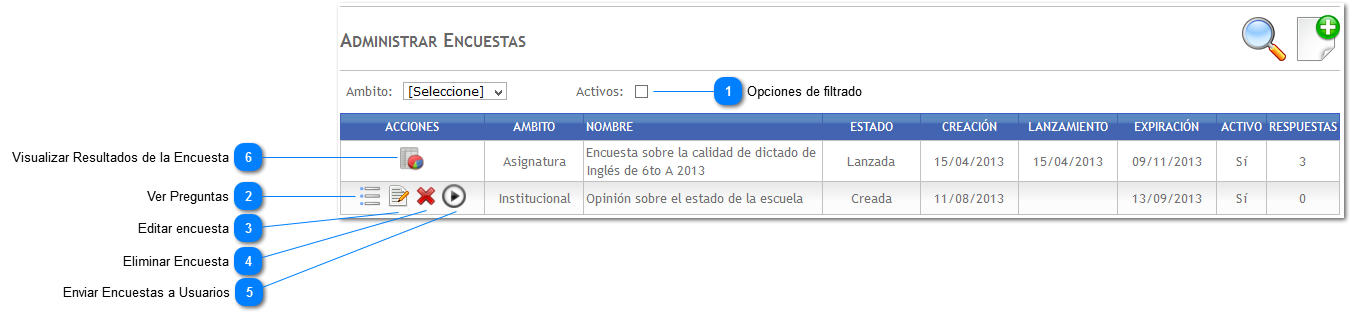 ADMINISTRAR ENCUESTAS
Ambito: [Seleccione] Activos: 1 Opciones de filtrado
ACCIONES AMBITO NOMBRE ESTADO CREACIÓN LANZAMIENTO EXPIRACIÓN ACTIVO RESPUESTAS
Visualizar Resultados de la Encuesta 6 Asignatura Encuesta sobre la calidad de dictado de Lanzada 15/04/2013 15/04/2013 09/11/2013 Sí 3
Inglés de 6to A 2013
Ver Preguntas 2 Institucional Opinión sobre el estado de la escuela Creada 11/08/2013 13/09/2013 Sí 0
Editar encuesta 3
Eliminar Encuesta 4
Enviar Encuestas a Usuarios 5